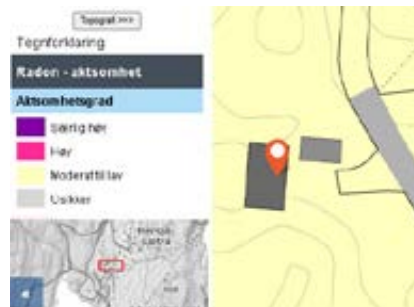 Topografi >>>
Tegnforklaring
Radon - aktsomhet
Aktsomhetsgrad
Særlig høy
Høy
Moderat til lav
Usikker